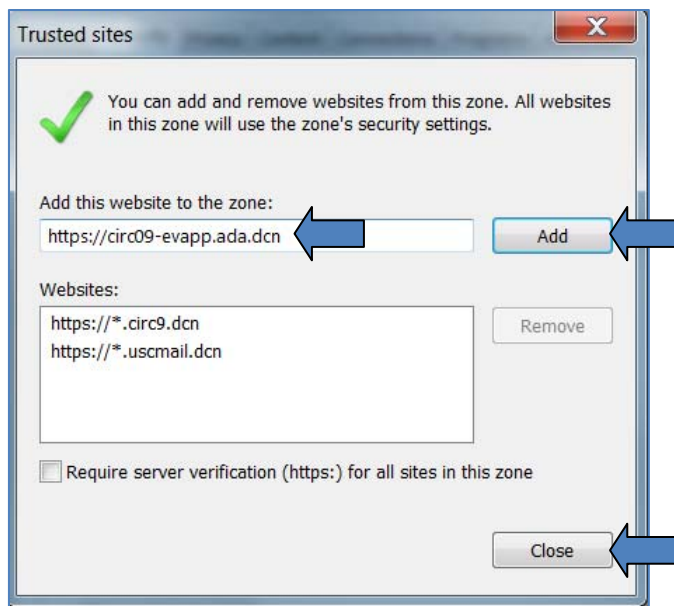 Trusted sites
You can add and remove websites from this zone. All websites
in this zone will use the zone's security settings.
Add this website to the zone:
https://circ09-evapp.ada.dcn
Add
Websites:
https://*.circ9.dcn
Remove
https://*.uscmail.dcn
Require server verification (https:) for all sites in this zone
Close